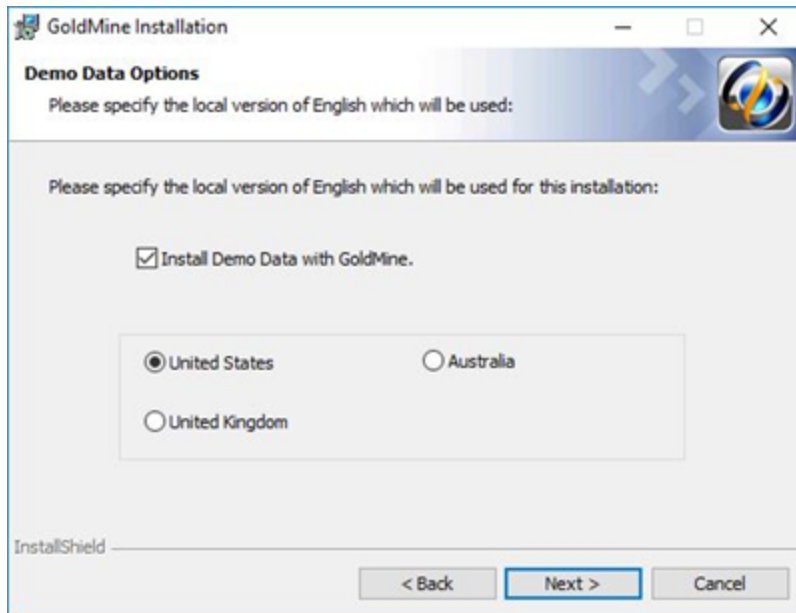 GoldMine Installation
Demo Data Options
Please specify the local version of English which will be used:
Please specify the local version of English which will be used for this installation:
Install Demo Data with GoldMine.
United States
Australia
United Kingdom
InstallShield
< Back
Next >
Cancel